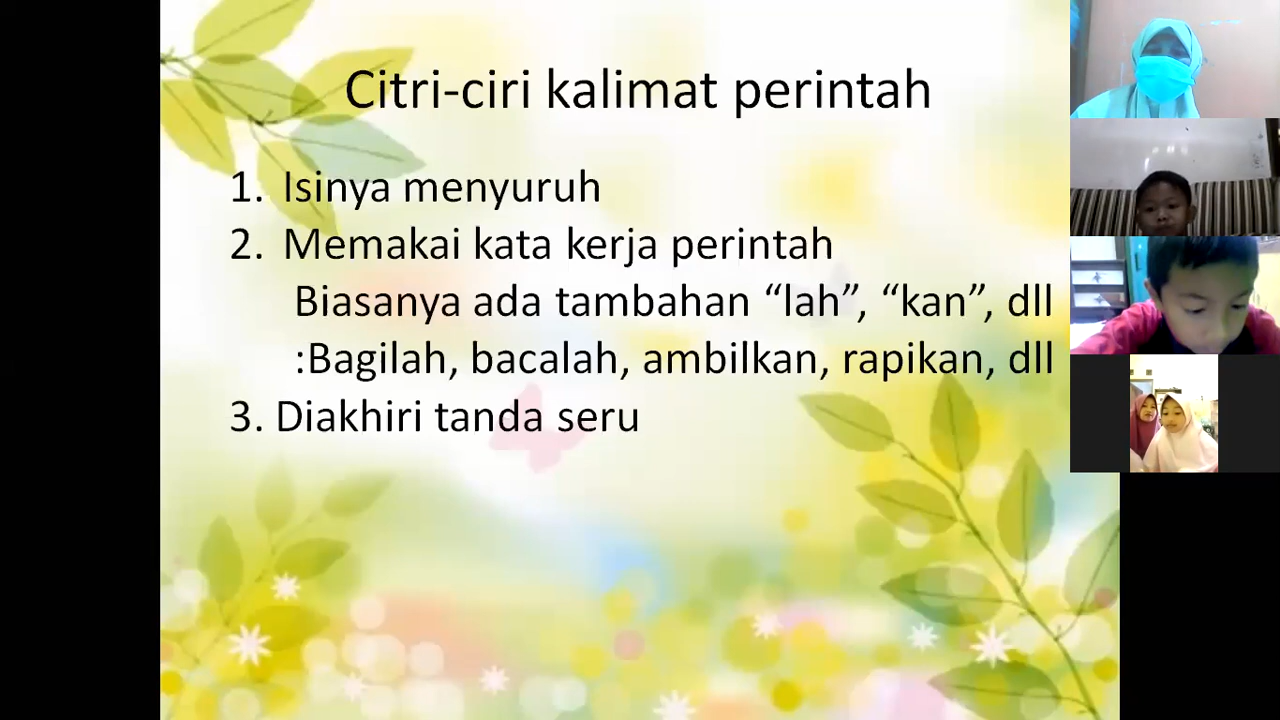 Citri-ciri kalimat perintah
1. Isinya menyuruh
2. Memakai kata kerja perintah
Biasanya ada tambahan “lah”, “kan”, dll
:Bagilah, bacalah, ambilkan, rapikan, dll
3. Diakhiri tanda seru